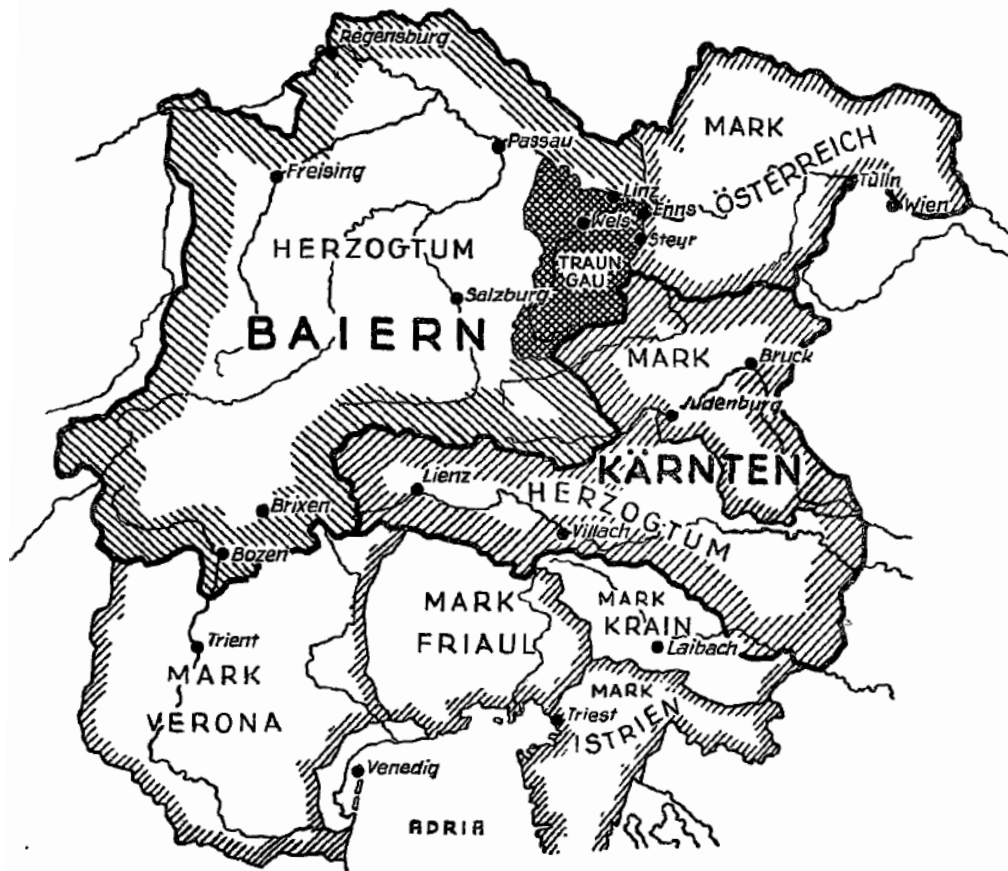 Regensburg
MARK
ÖSTERREICH
Passau
Freising
Tulln
Linz
Enns
Wien
Wels
Steyr
HERZOGTUM
TRAUN
GAU
Salzburg
BAIERN
MARK
Bruck
Judenburg
KÄRNTEN
Lienz
HERZOGTUM
Brixen
Villach
Bozen
MARK
FRIAUL
MARK
KRAIN
Trient
Laibach
MARK
VERONA
MARK
ISTRIEN
Triest
Venedig
ADRIA